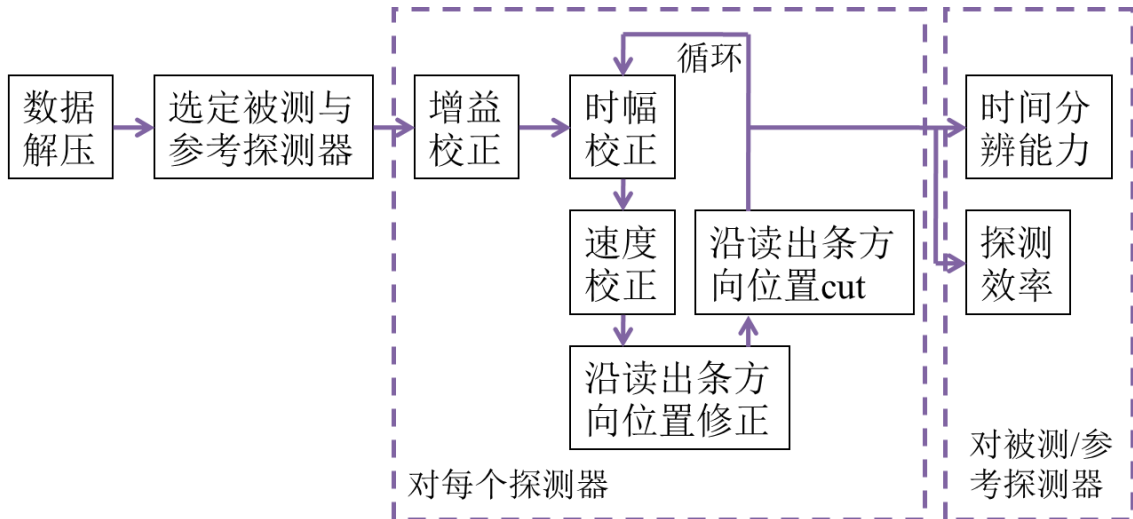 数据
解压
选定被测与
参考探测器
增益
校正
循环
时幅
校正
速度
校正
沿读出条方
向位置修正
沿读出条方
向位置cut
对每个探测器
时间分
辨能力
探测
效率
对被测/参
考探测器